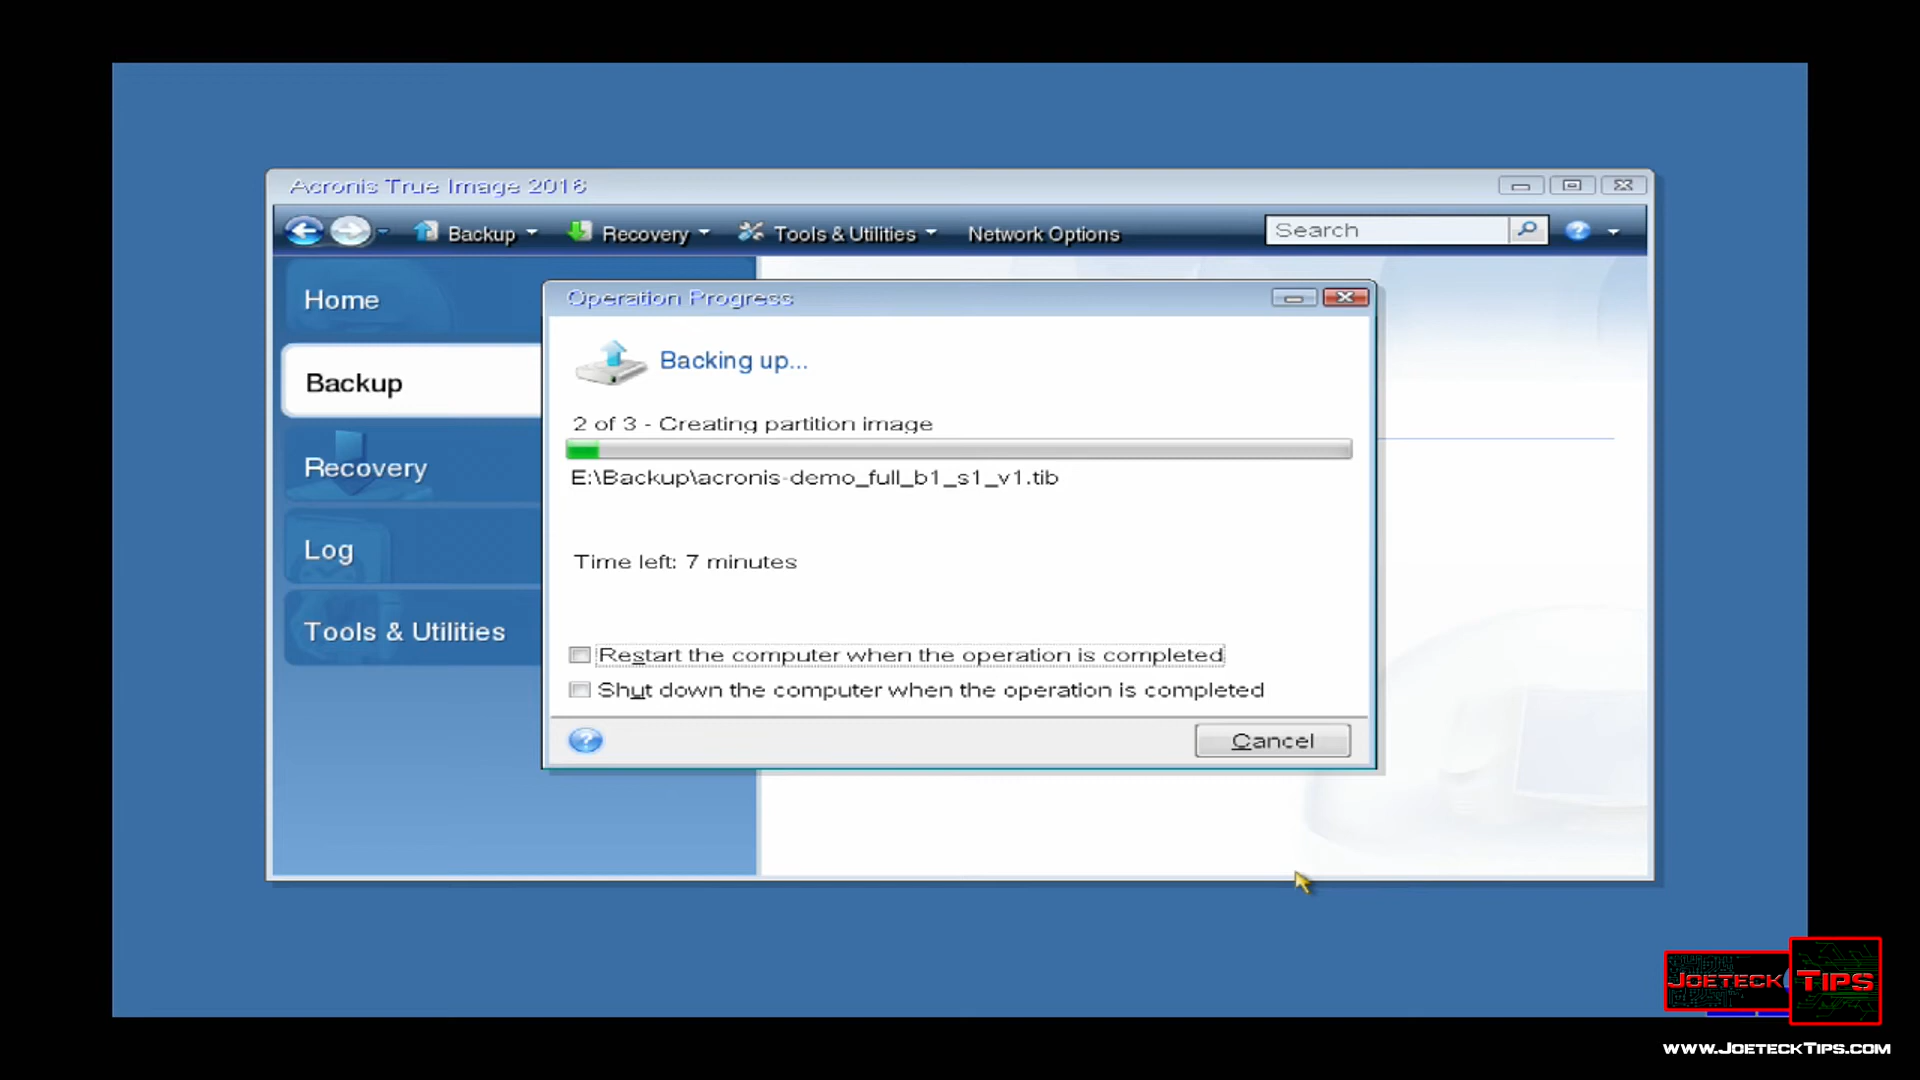 Acronis True Image 2016
Backup
Recovery
Tools & Utilities
Network Options
Search
Home
Backup
Recovery
Log
Tools & Utilities
Operation Progress
Backing up...
2 of 3 - Creating partition image
E:\Backup\acronis-demo_full_b1_s1_v1.tib
Time left: 7 minutes
Restart the computer when the operation is completed
Shut down the computer when the operation is completed
Cancel
JOETECK TIPS
WWW.JOETECKTIPS.COM